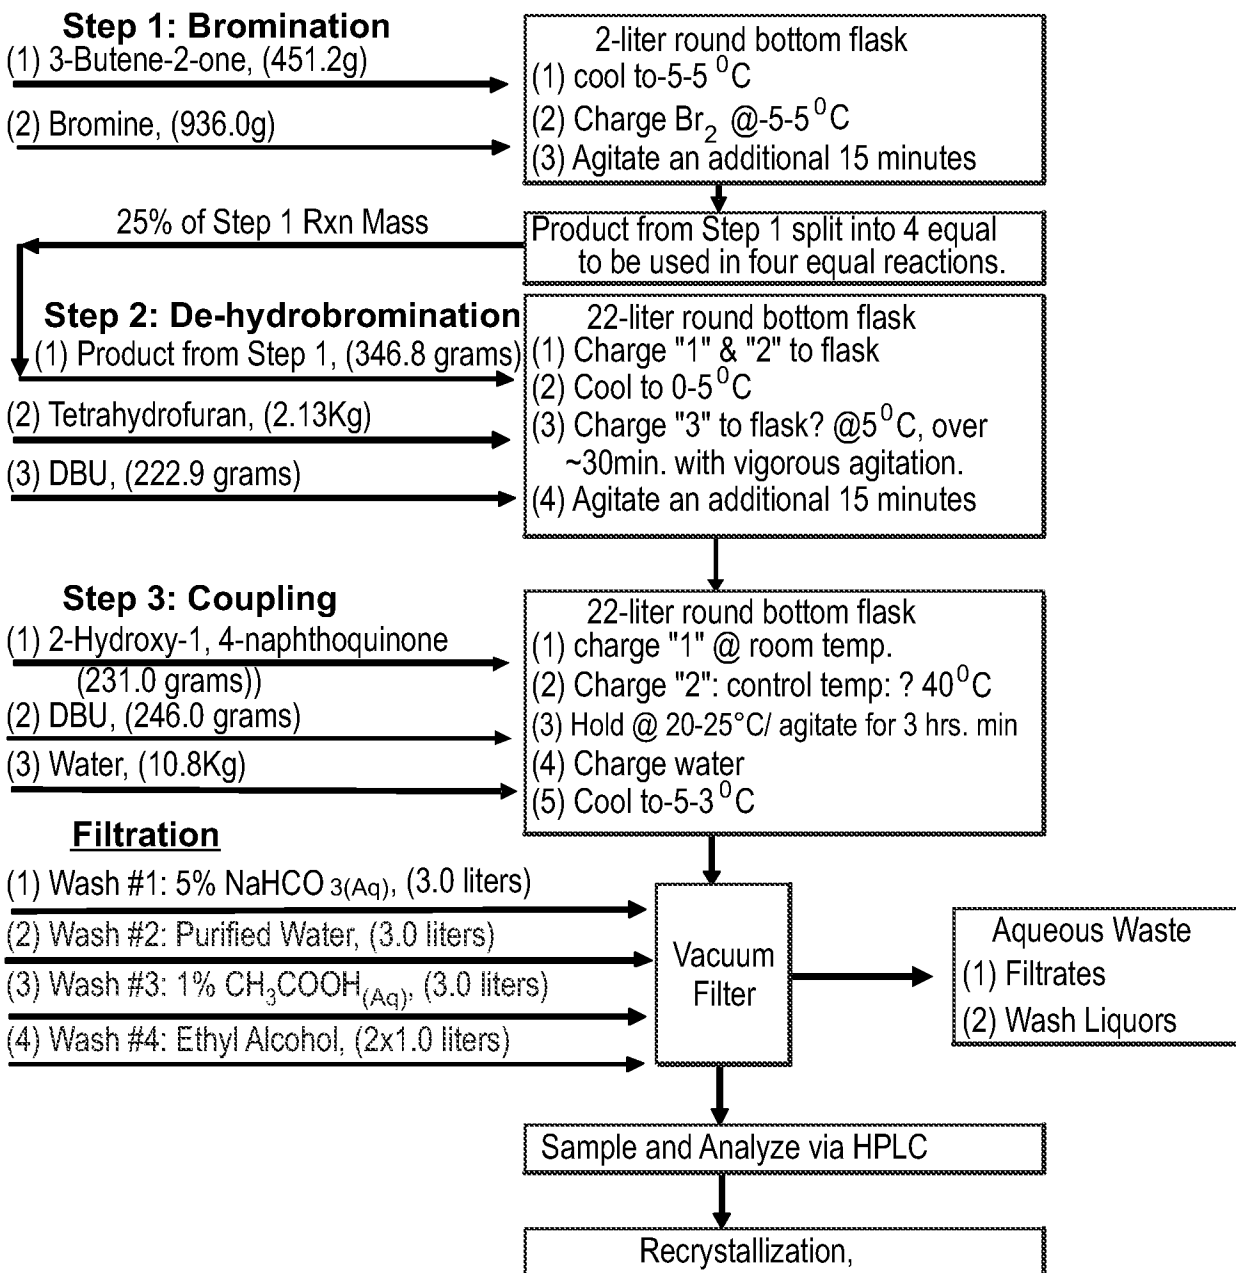 Step 1: Bromination
(1) 3-Butene-2-one, (451.2g)
(2) Bromine, (936.0g)
2-liter round bottom flask
(1) cool to-5-5 ⁰C
(2) Charge Br₂ @-5-5⁰C
(3) Agitate an additional 15 minutes
25% of Step 1 Rxn Mass
Product from Step 1 split into 4 equal
to be used in four equal reactions.
Step 2: De-hydrobromination
(1) Product from Step 1, (346.8 grams)
(2) Tetrahydrofuran, (2.13Kg)
(3) DBU, (222.9 grams)
22-liter round bottom flask
(1) Charge "1" & "2" to flask
(2) Cool to 0-5⁰C
(3) Charge "3" to flask? @5⁰C, over
~30min. with vigorous agitation.
(4) Agitate an additional 15 minutes
Step 3: Coupling
(1) 2-Hydroxy-1, 4-naphthoquinone
(231.0 grams))
(2) DBU, (246.0 grams)
(3) Water, (10.8Kg)
22-liter round bottom flask
(1) charge "1" @ room temp.
(2) Charge "2": control temp: ? 40⁰C
(3) Hold @ 20-25°C/ agitate for 3 hrs. min
(4) Charge water
(5) Cool to-5-3⁰C
Filtration
(1) Wash #1: 5% NaHCO 3(Aq), (3.0 liters)
(2) Wash #2: Purified Water, (3.0 liters)
(3) Wash #3: 1% CH₃COOH(Aq), (3.0 liters)
(4) Wash #4: Ethyl Alcohol, (2x1.0 liters)
Vacuum
Filter
Aqueous Waste
(1) Filtrates
(2) Wash Liquors
Sample and Analyze via HPLC
Recrystallization,